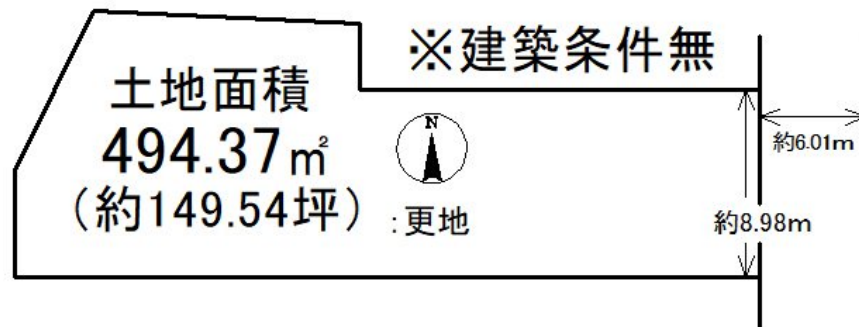 ※建築条件無
土地面積
494.37㎡
（約149.54坪）
N
:更地
約6.01m
約8.98m